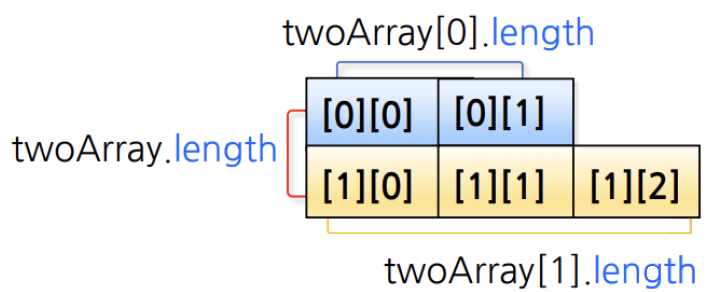 twoArray[0].length
[0][0] [0][1]
twoArray.length
[1][0] [1][1] [1][2]
twoArray[1].length